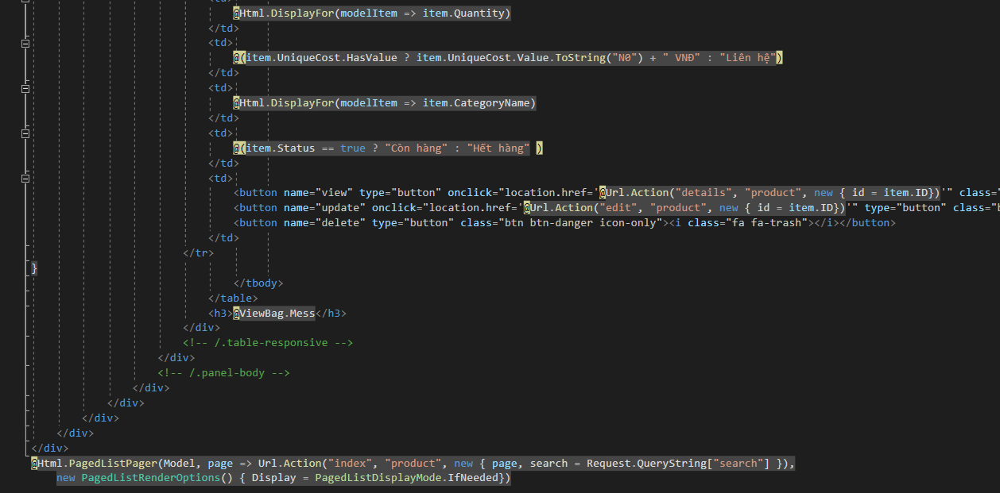 @Html.DisplayFor(modelItem => item.Quantity)
</td>
<td>
@(item.UniqueCost.HasValue ? item.UniqueCost.Value.ToString("N0") + " VNĐ" : "Liên hệ")
</td>
<td>
@Html.DisplayFor(modelItem => item.CategoryName)
</td>
<td>
@(item.Status == true ? "Còn hàng" : "Hết hàng" )
</td>
<td>
<button name="view" type="button" onclick="location.href='@Url.Action("details", "product", new { id = item.ID})'" class="
<button name="update" onclick="location.href='@Url.Action("edit", "product", new { id = item.ID})'" type="button" class="b
<button name="delete" type="button" class="btn btn-danger icon-only"><i class="fa fa-trash"></i></button>
</td>
</tr>
}
</tbody>
</table>
<h3>@ViewBag.Mess</h3>
</div>
<!-- /.table-responsive -->
</div>
<!-- /.panel-body -->
</div>
</div>
</div>
</div>
</div>
@Html.PagedListPager(Model, page => Url.Action("index", "product", new { page, search = Request.QueryString["search"] }),
new PagedListRenderOptions() { Display = PagedListDisplayMode.IfNeeded})